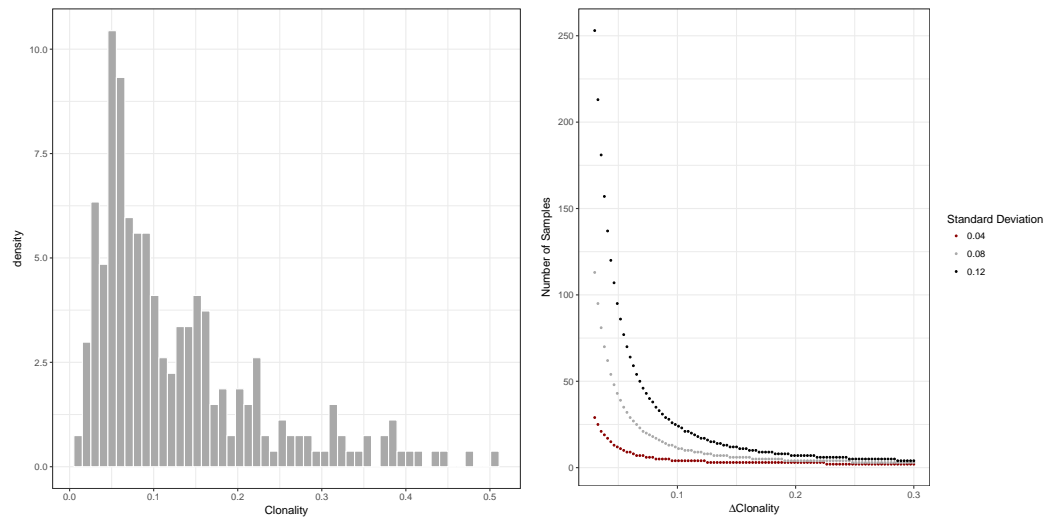 10.0
7.5
5.0
2.5
0.0
density
0.0 0.1 0.2 0.3 0.4 0.5
Clonality
250
200
150
100
50
0
Number of Samples
0.1 0.2 0.3
ΔClonality
Standard Deviation
0.04
0.08
0.12